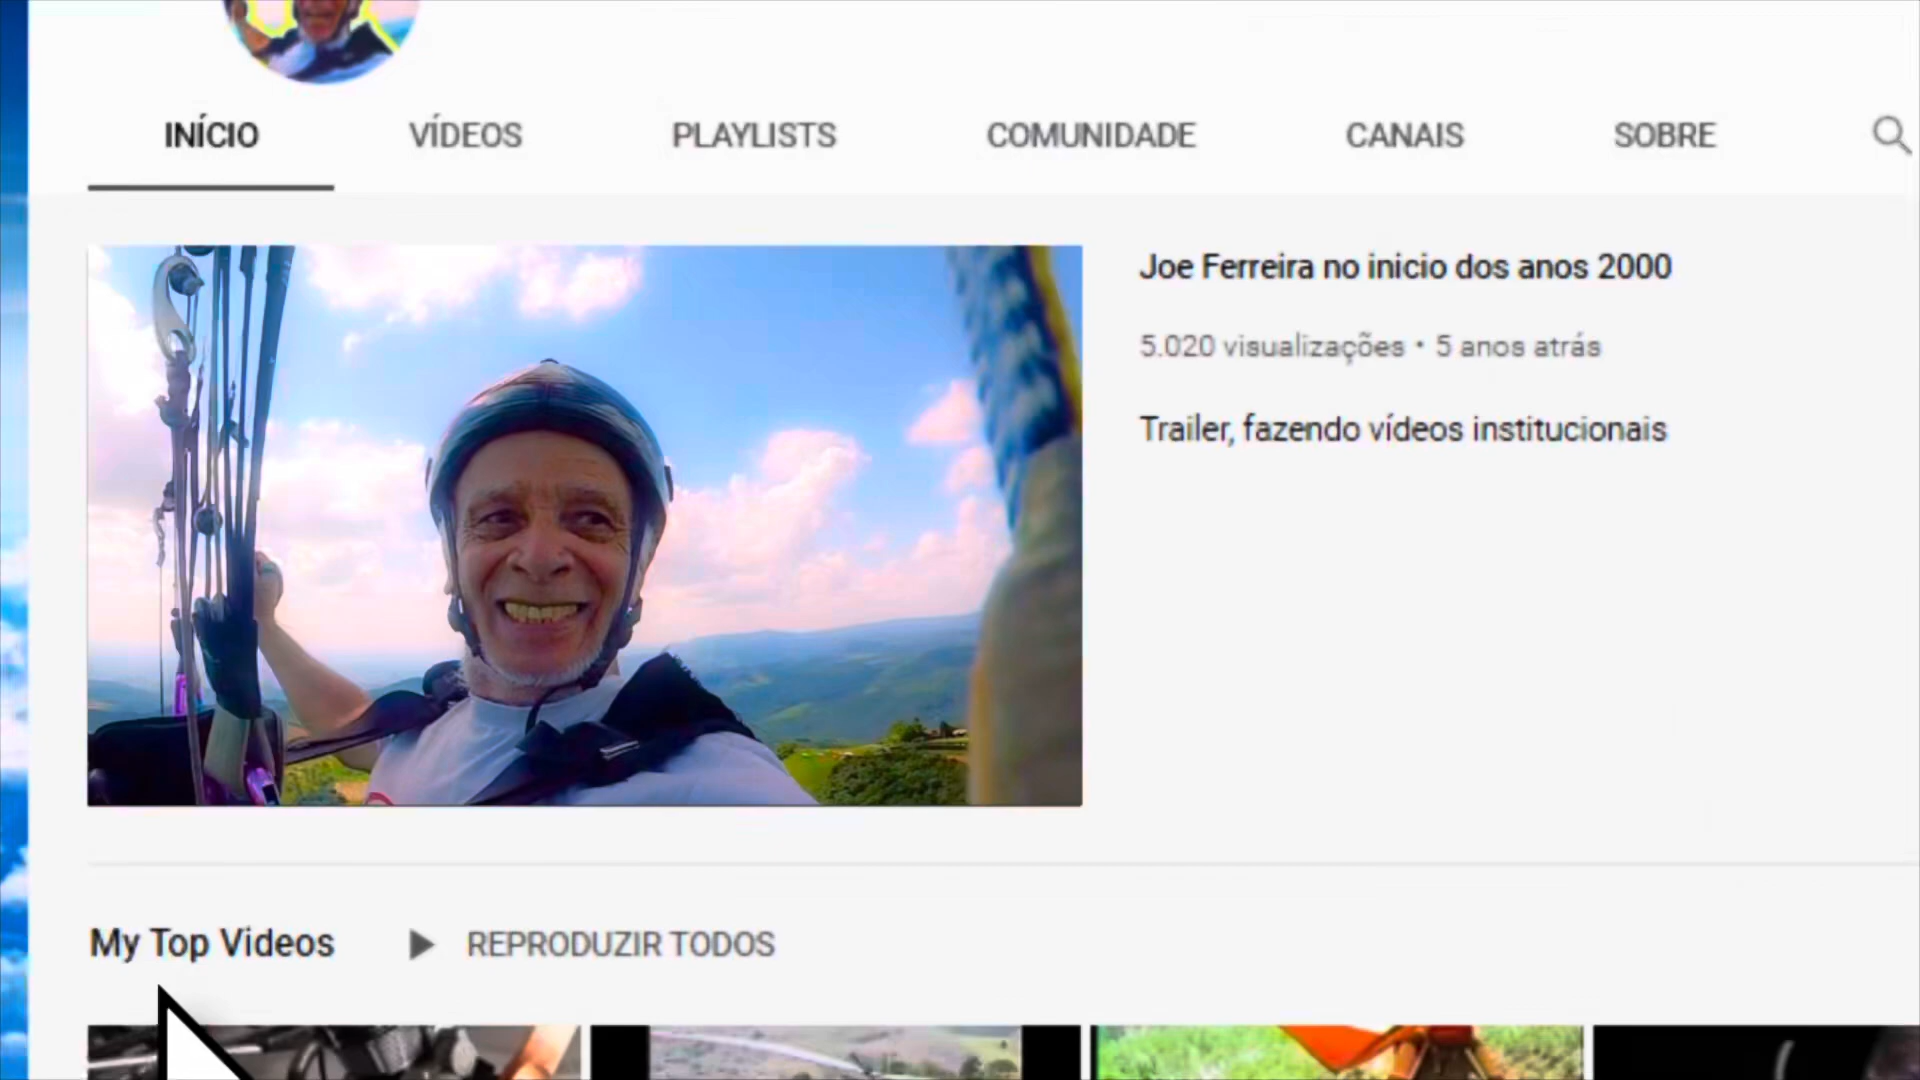 INÍCIO VÍDEOS PLAYLISTS COMUNIDADE CANAIS SOBRE
Joe Ferreira no inicio dos anos 2000
5.020 visualizações • 5 anos atrás
Trailer, fazendo vídeos institucionais
My Top Videos REPRODUZIR TODOS